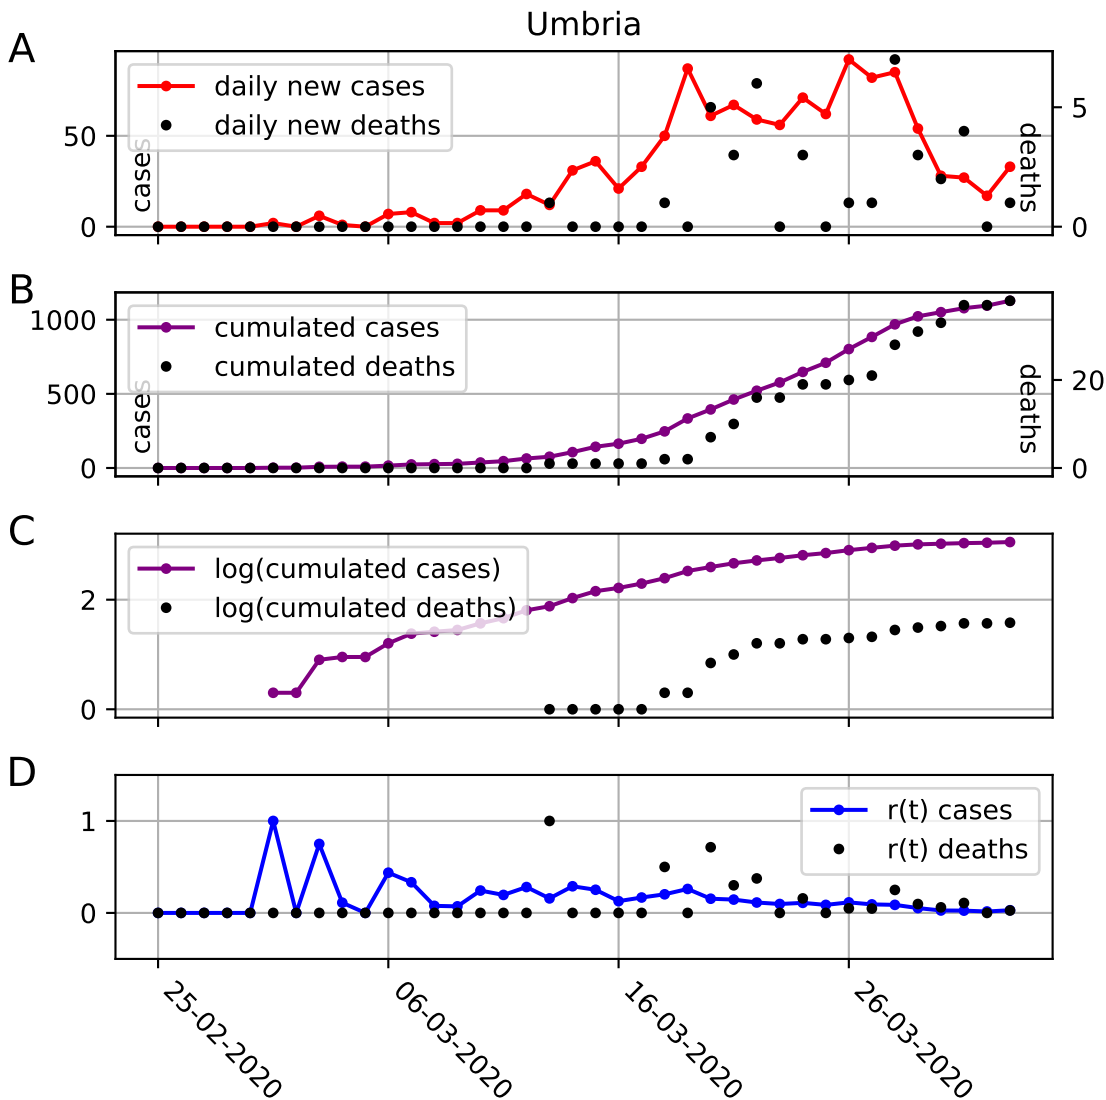 Umbria
A
daily new cases
daily new deaths
50
0
cases
5
0
deaths
B
cumulated cases
cumulated deaths
1000
500
0
cases
20
0
deaths
C
log(cumulated cases)
log(cumulated deaths)
2
0
D
r(t) cases
r(t) deaths
1
0
25-02-2020
06-03-2020
16-03-2020
26-03-2020